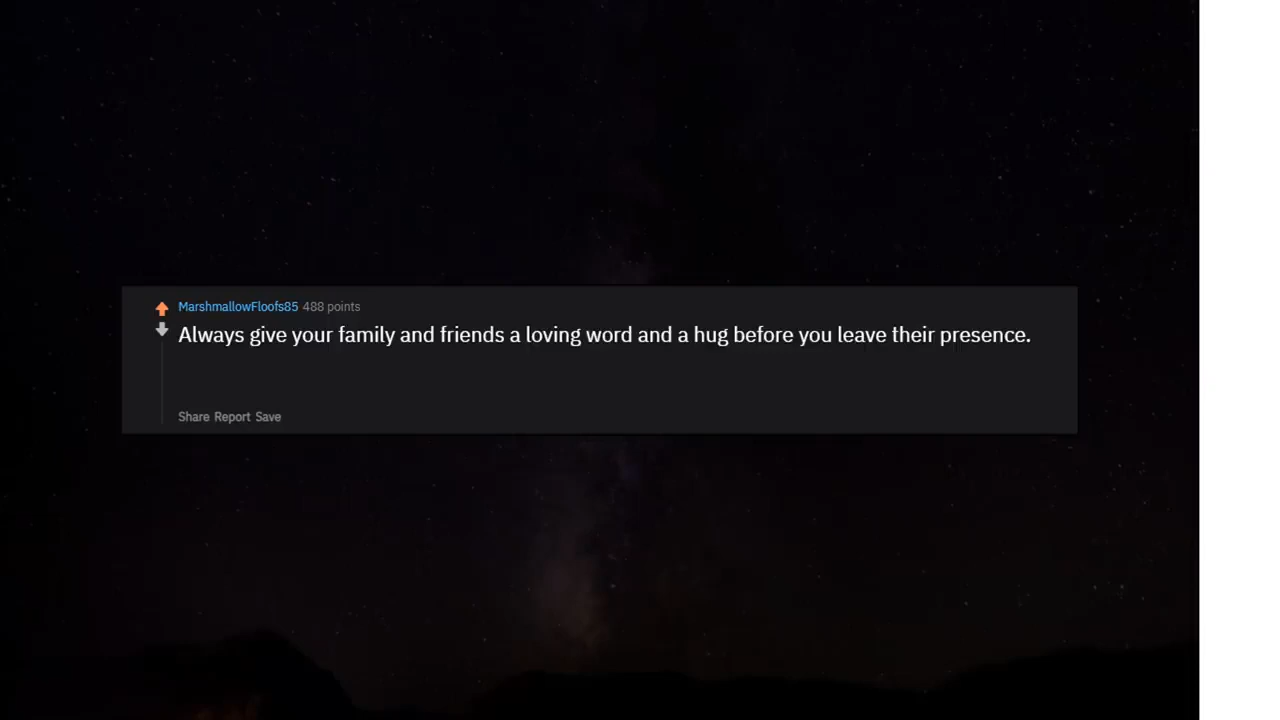 MarshmallowFloofs85 488 points
Always give your family and friends a loving word and a hug before you leave their presence.
Share Report Save